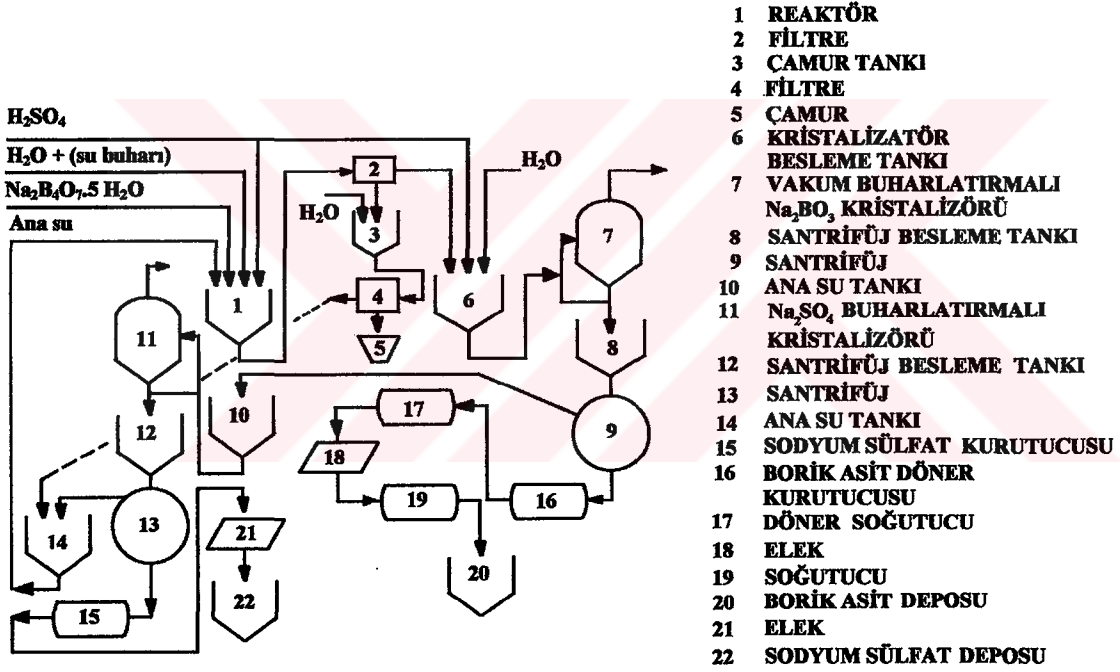 H₂SO₄
H₂O + (su buharı)
Na₂B₄O₇.5 H₂O
Ana su
H₂O
H₂O
1
2
3
4
5
6
7
8
9
10
11
12
13
14
15
16
17
18
19
20
21
22
1 REAKTÖR
2 FİLTRE
3 ÇAMUR TANKI
4 FİLTRE
5 ÇAMUR
6 KRİSTALİZATÖR
BESLEME TANKI
7 VAKUM BUHARLATIRMALI
Na₂BO₃ KRİSTALİZÖRÜ
8 SANTRİFÜJ BESLEME TANKI
9 SANTRİFÜJ
10 ANA SU TANKI
11 Na₂SO₄ BUHARLATIRMALI
KRİSTALİZÖRÜ
12 SANTRİFÜJ BESLEME TANKI
13 SANTRİFÜJ
14 ANA SU TANKI
15 SODYUM SÜLFAT KURUTUCUSU
16 BORİK ASİT DÖNER
KURUTUCUSU
17 DÖNER SOĞUTUCU
18 ELEK
19 SOĞUTUCU
20 BORİK ASİT DEPOSU
21 ELEK
22 SODYUM SÜLFAT DEPOSU